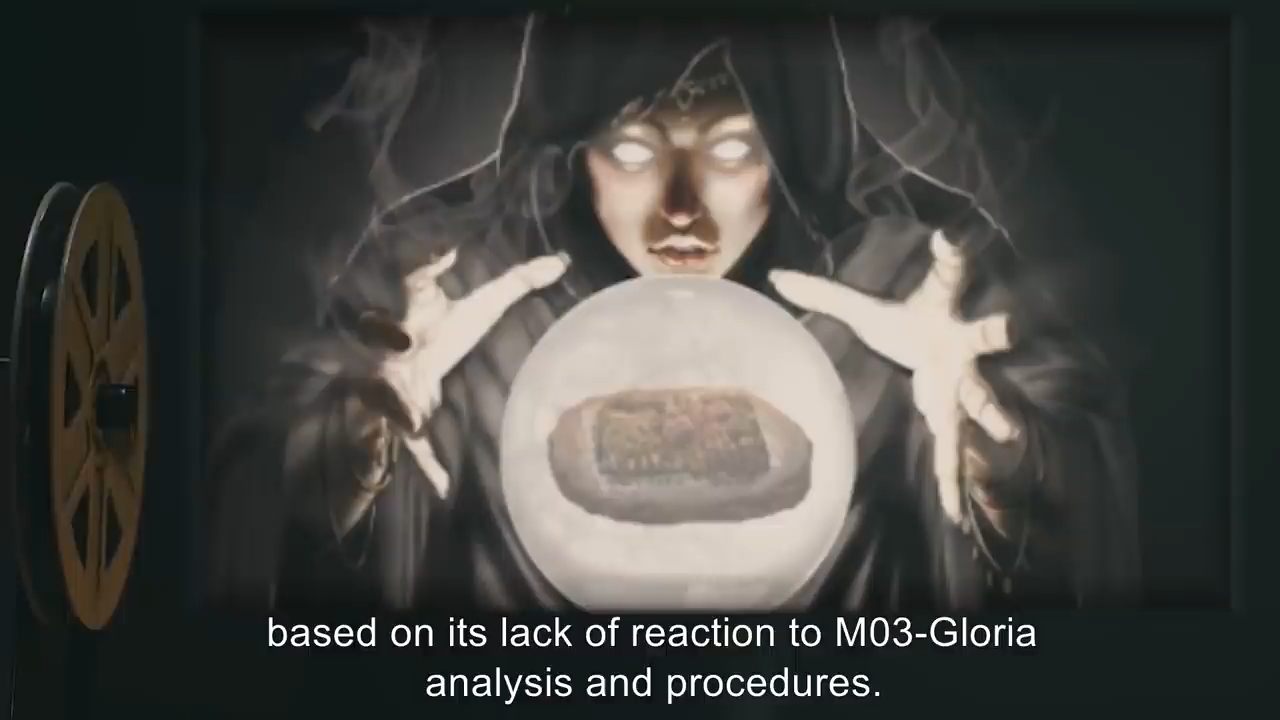 based on its lack of reaction to M03-Gloria
analysis and procedures.